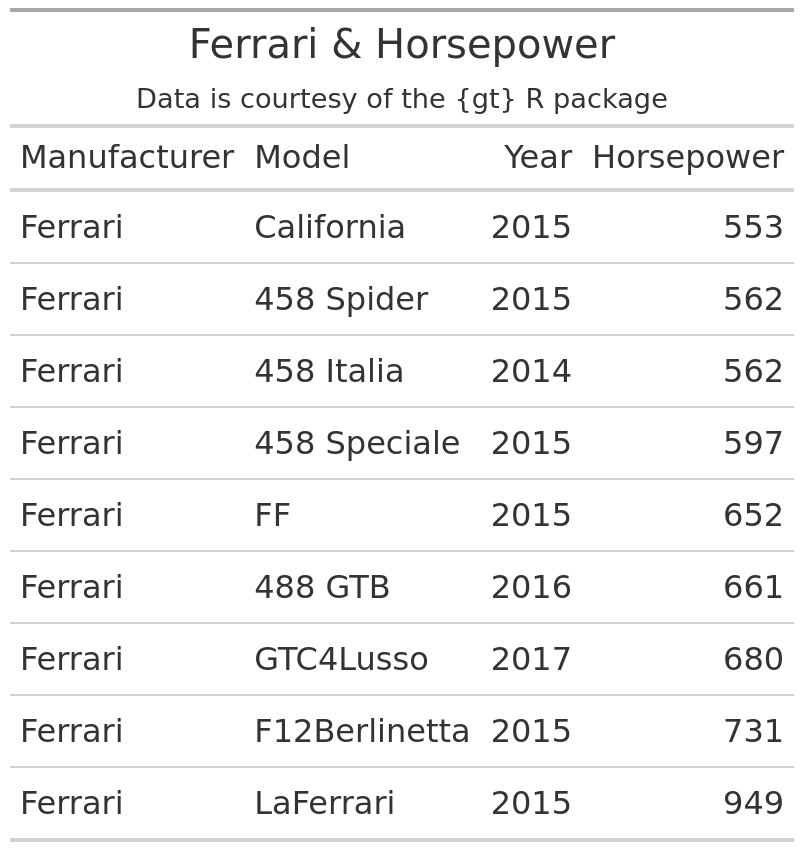 Ferrari & Horsepower
Data is courtesy of the {gt} R package
Manufacturer Model Year Horsepower
Ferrari California 2015 553
Ferrari 458 Spider 2015 562
Ferrari 458 Italia 2014 562
Ferrari 458 Speciale 2015 597
Ferrari FF 2015 652
Ferrari 488 GTB 2016 661
Ferrari GTC4Lusso 2017 680
Ferrari F12Berlinetta 2015 731
Ferrari LaFerrari 2015 949